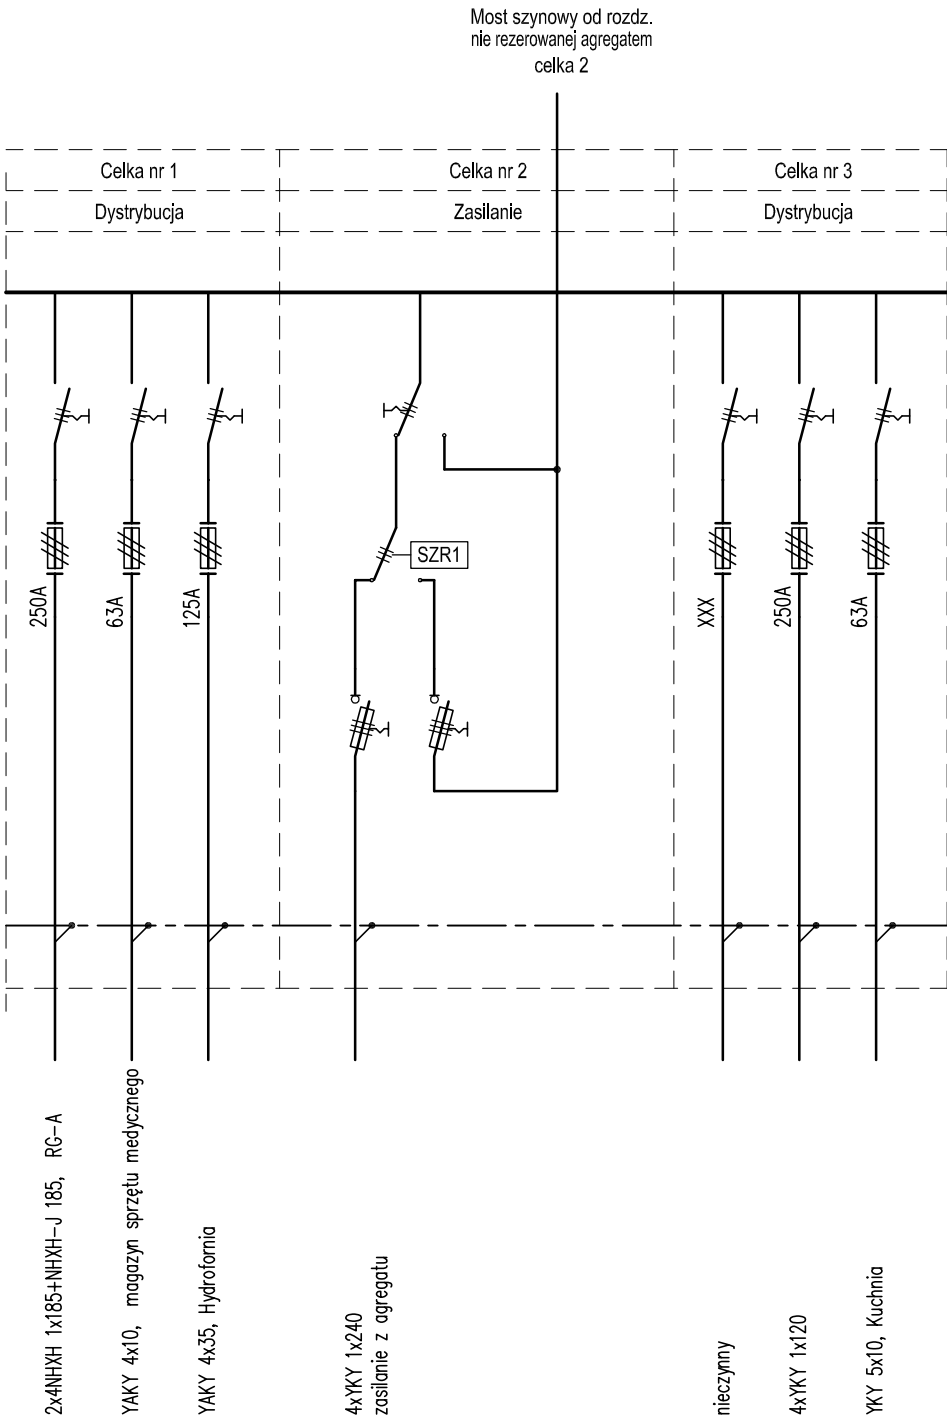 Most szynowy od rozdz.
nie rezerowanej agregatem
celka 2
Celka nr 1
Celka nr 2
Celka nr 3
Dystrybucja
Zasilanie
Dystrybucja
SZR1
250A
63A
125A
XXX
250A
63A
2x4NHXH 1x185+NHXH-J 185, RG-A
YAKY 4x10, magazyn sprzętu medycznego
YAKY 4x35, Hydrofornia
4xYKY 1x240
zasilanie z agregatu
nieczynny
4xYKY 1x120
YKY 5x10, Kuchnia